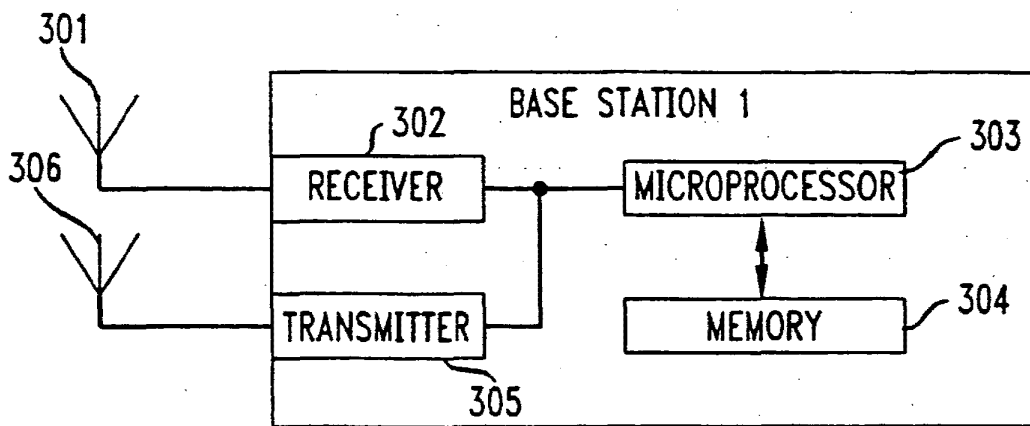 301
BASE STATION 1
302
303
306
RECEIVER
MICROPROCESSOR
TRANSMITTER
MEMORY
304
305